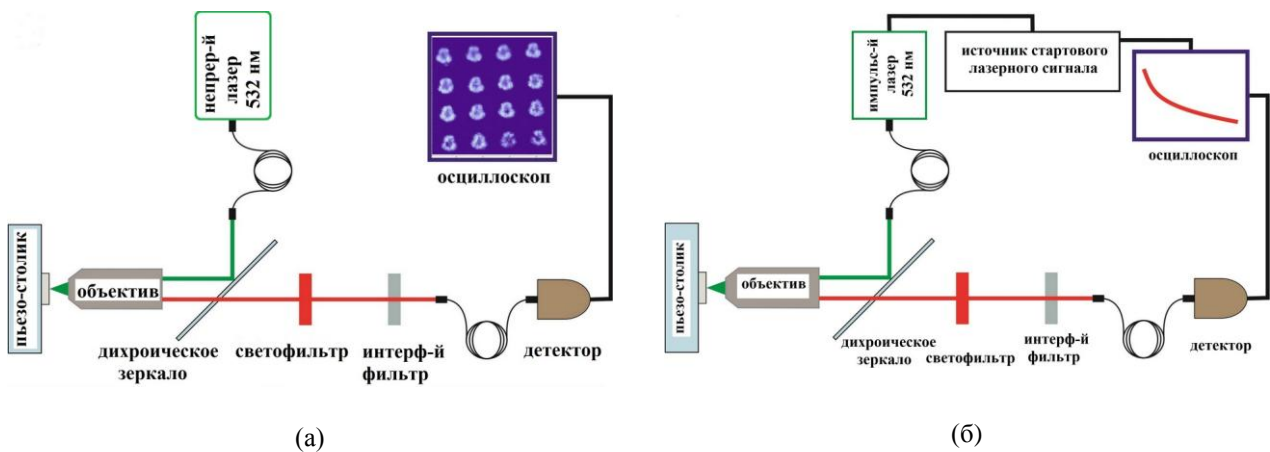 непрер-й
лазер
532 нм
осциллоскоп
пьезо-столик
объектив
дихроическое
зеркало
светофильтр
интерф-й
фильтр
детектор
(а)
импульс-й
лазер
532 нм
источник стартового
лазерного сигнала
осциллоскоп
пьезо-столик
объектив
дихроическое
зеркало
светофильтр
интерф-й
фильтр
детектор
(б)